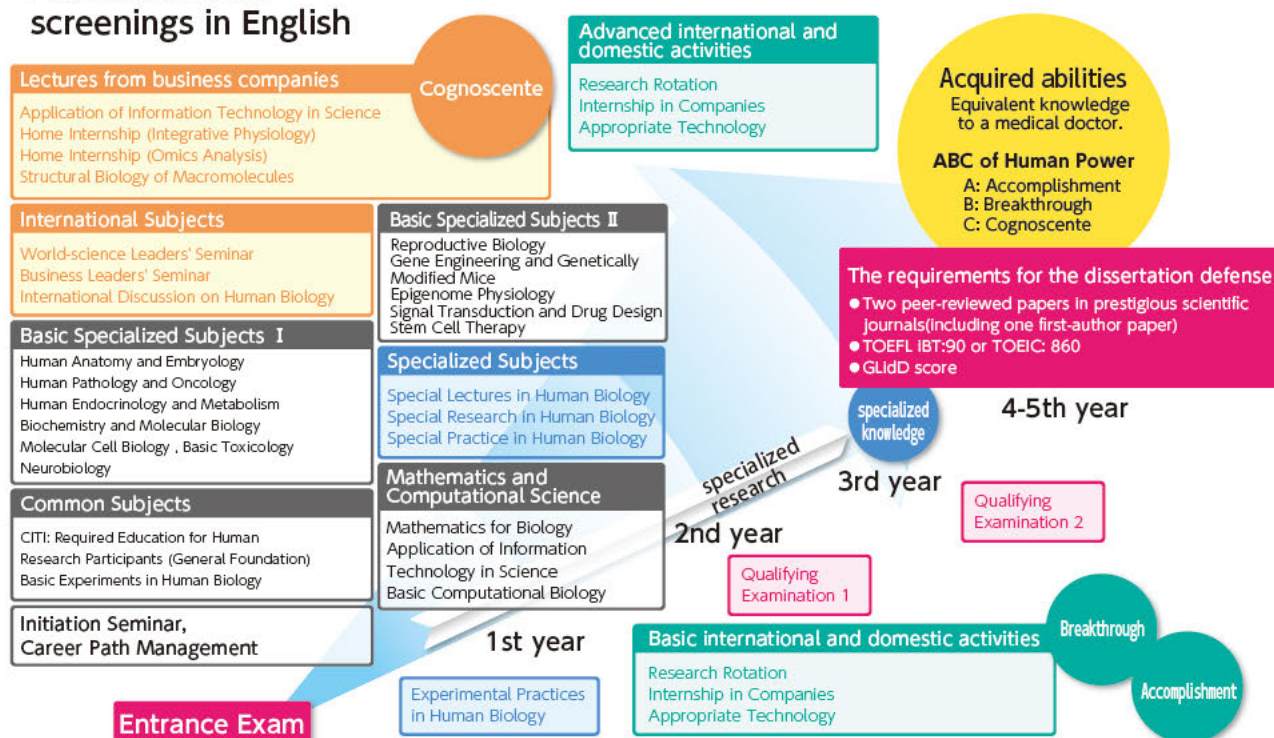 screenings in English
Lectures from business companies
Application of Information Technology in Science
Home Internship (Integrative Physiology)
Home Internship (Omics Analysis)
Structural Biology of Macromolecules
Cognoscente
Advanced international and
domestic activities
Research Rotation
Internship in Companies
Appropriate Technology
Acquired abilities
Equivalent knowledge
to a medical doctor.
ABC of Human Power
A: Accomplishment
B: Breakthrough
C: Cognoscente
International Subjects
World-science Leaders' Seminar
Business Leaders' Seminar
International Discussion on Human Biology
Basic Specialized Subjects Ⅱ
Reproductive Biology
Gene Engineering and Genetically
Modified Mice
Epigenome Physiology
Signal Transduction and Drug Design
Stem Cell Therapy
The requirements for the dissertation defense
● Two peer-reviewed papers in prestigious scientific
journals(including one first-author paper)
● TOEFL iBT:90 or TOEIC: 860
● GLidD score
Basic Specialized Subjects Ⅰ
Human Anatomy and Embryology
Human Pathology and Oncology
Human Endocrinology and Metabolism
Biochemistry and Molecular Biology
Molecular Cell Biology , Basic Toxicology
Neurobiology
Specialized Subjects
Special Lectures in Human Biology
Special Research in Human Biology
Special Practice in Human Biology
specialized
knowledge
4-5th year
Common Subjects
CITI: Required Education for Human
Research Participants (General Foundation)
Basic Experiments in Human Biology
Mathematics and
Computational Science
Mathematics for Biology
Application of Information
Technology in Science
Basic Computational Biology
specialized
research
3rd year
2nd year
Qualifying
Examination 2
Qualifying
Examination 1
Initiation Seminar,
Career Path Management
1st year
Basic international and domestic activities
Research Rotation
Internship in Companies
Appropriate Technology
Breakthrough
Accomplishment
Experimental Practices
in Human Biology
Entrance Exam